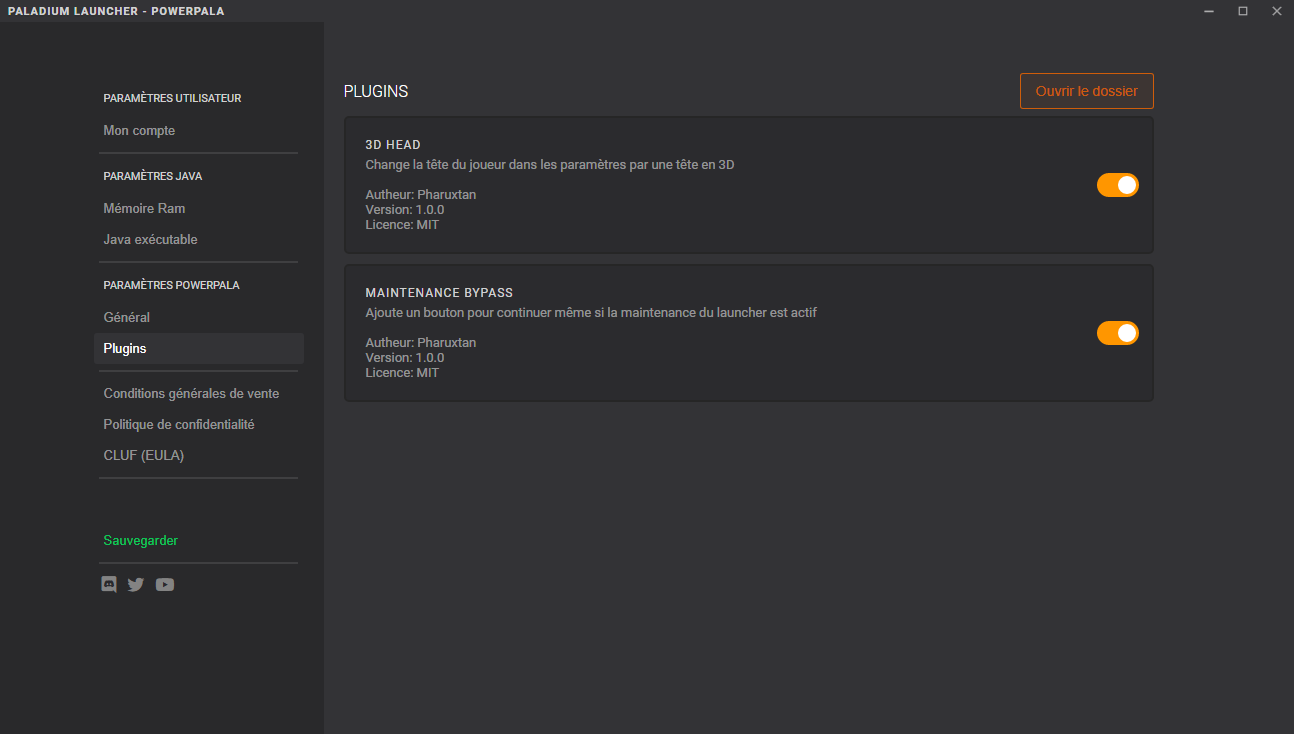 PALADIUM LAUNCHER - POWERPALA
PARAMÈTRES UTILISATEUR
Mon compte
PARAMÈTRES JAVA
Mémoire Ram
Java exécutable
PARAMÈTRES POWERPALA
Général
Plugins
Conditions générales de vente
Politique de confidentialité
CLUF (EULA)
Sauvegarder
PLUGINS
Ouvrir le dossier
3D HEAD
Change la tête du joueur dans les paramètres par une tête en 3D
Autheur: Pharuxtan
Version: 1.0.0
Licence: MIT
MAINTENANCE BYPASS
Ajoute un bouton pour continuer même si la maintenance du launcher est actif
Autheur: Pharuxtan
Version: 1.0.0
Licence: MIT